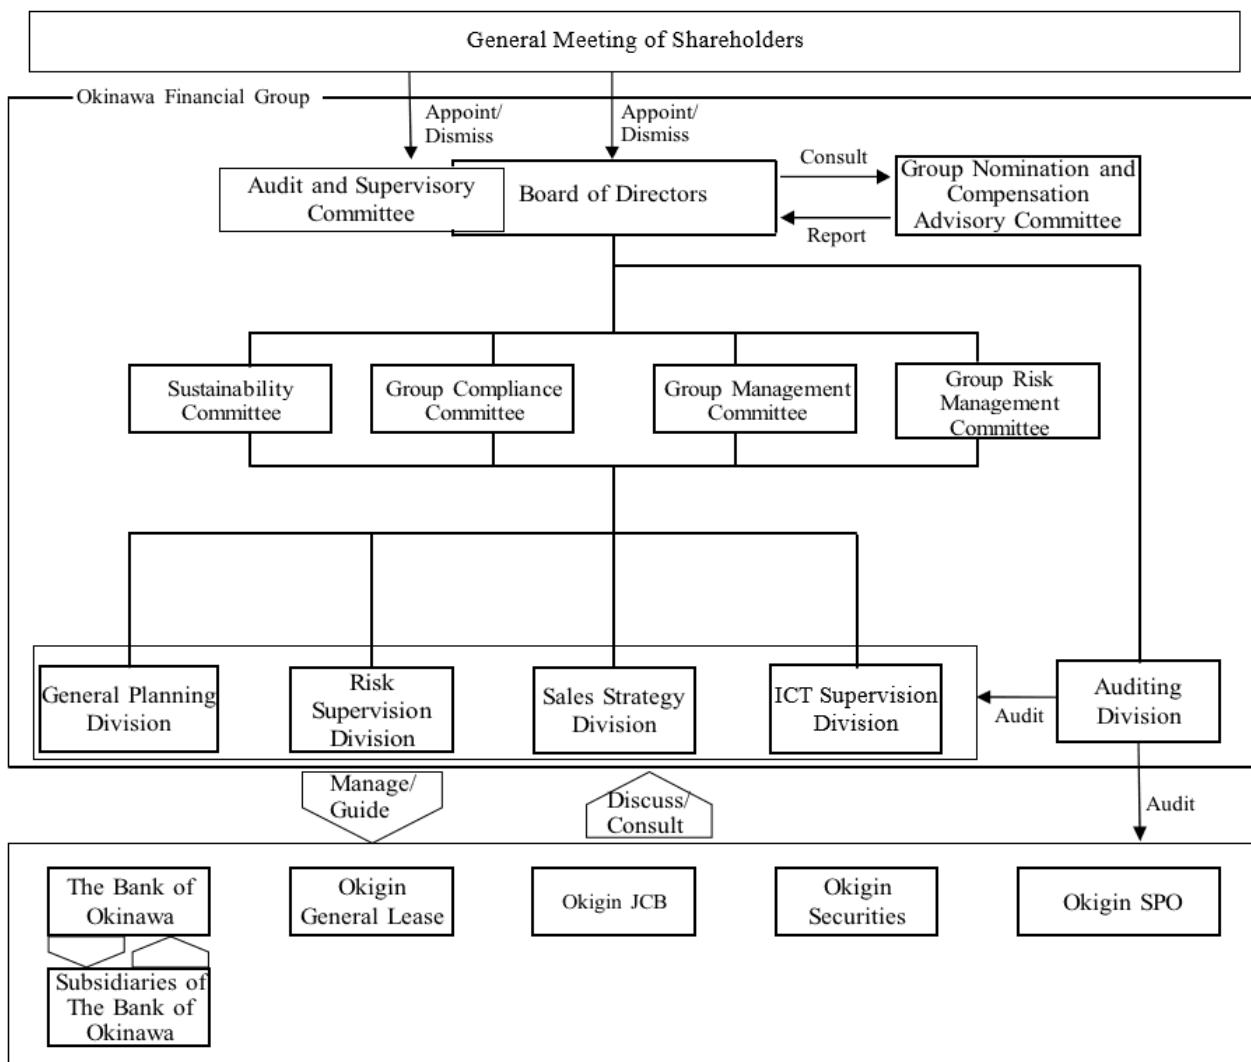 General Meeting of Shareholders
Okinawa Financial Group
Appoint/
Dismiss
Appoint/
Dismiss
Audit and Supervisory
Committee
Board of Directors
Consult
Report
Group Nomination and
Compensation
Advisory Committee
Sustainability
Committee
Group Compliance
Committee
Group Management
Committee
Group Risk
Management
Committee
General Planning
Division
Risk
Supervision
Division
Sales Strategy
Division
ICT Supervision
Division
Audit
Auditing
Division
Manage/
Guide
Discuss/
Consult
Audit
The Bank of
Okinawa
Okigin
General Lease
Okigin JCB
Okigin
Securities
Okigin SPO
Subsidiaries of
The Bank of
Okinawa